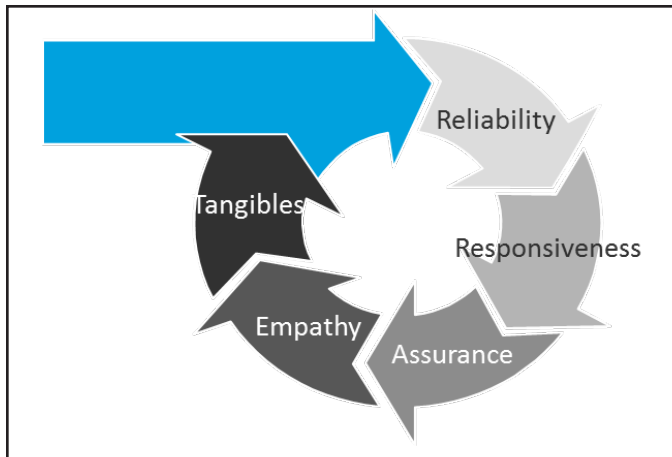 Reliability
Responsiveness
Assurance
Empathy
Tangibles